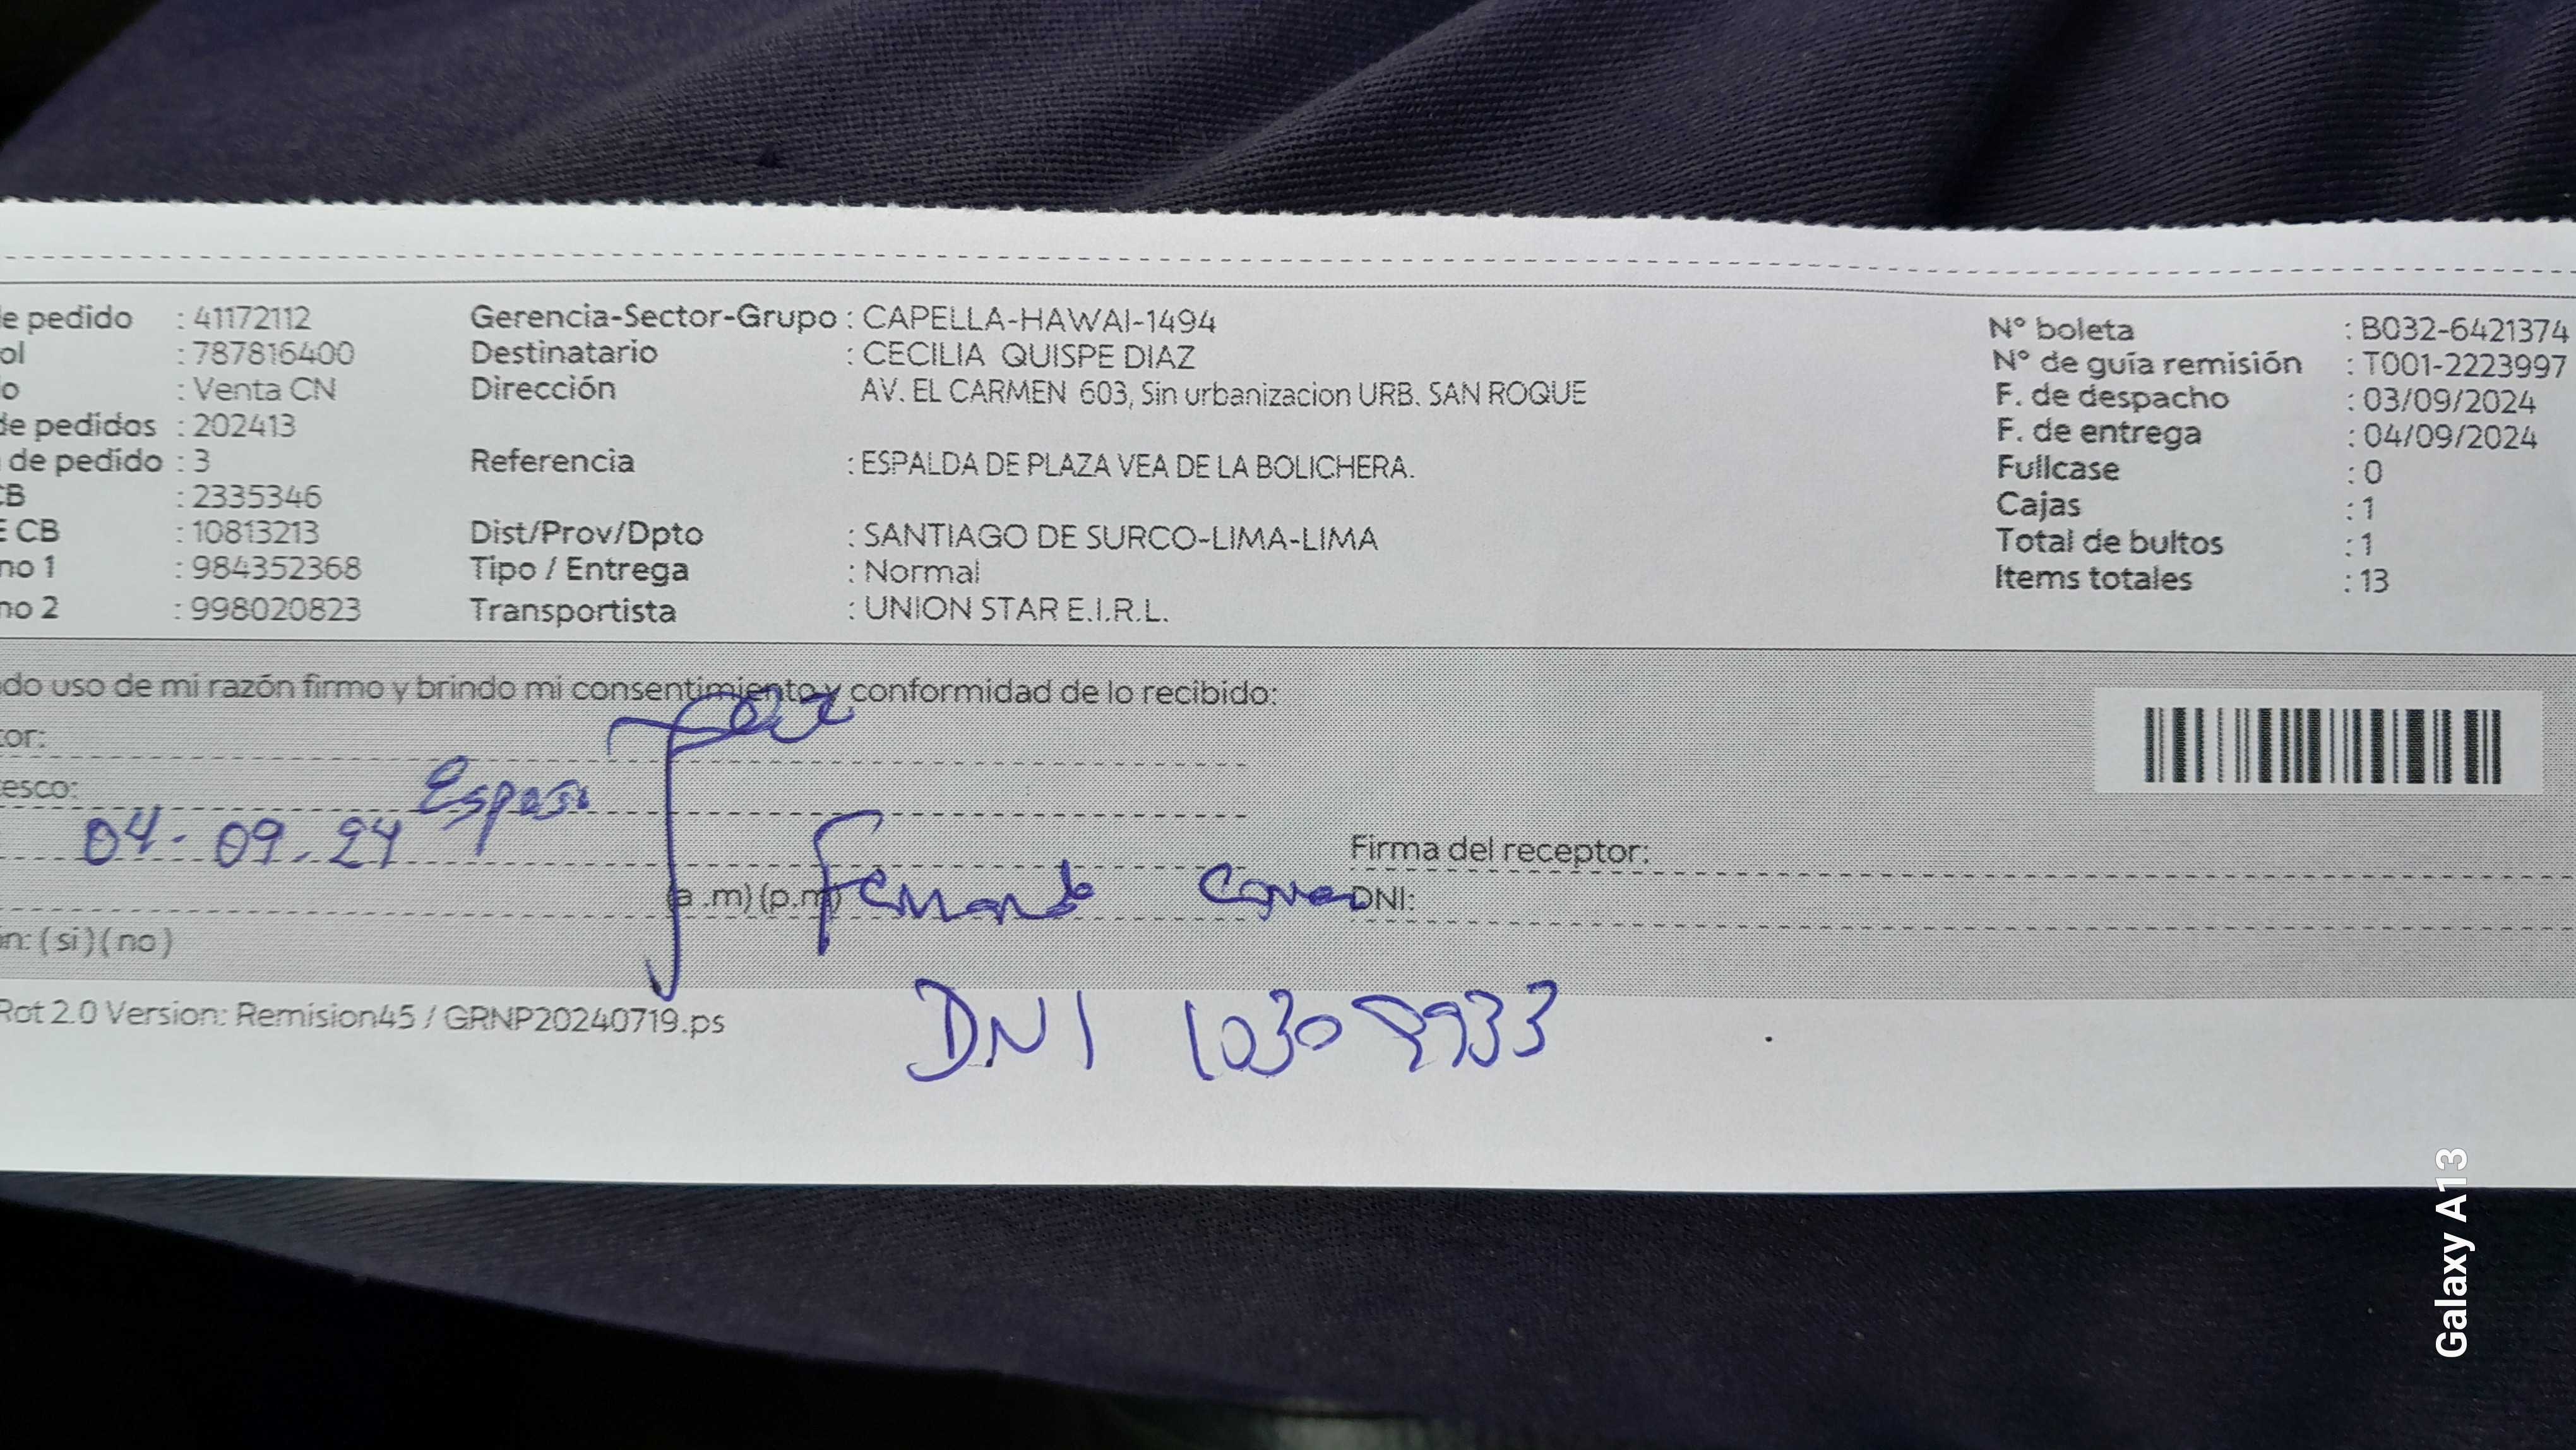 e pedido : 41172112 Gerencia-Sector-Grupo : CAPELLA-HAWAI-1494 N° boleta : B032-6421374
ol : 787816400 Destinatario : CECILIA QUISPE DIAZ N° de guía remisión : T001-2223997
o : Venta CN Dirección AV. EL CARMEN 603, Sin urbanizacion URB. SAN ROQUE F. de despacho : 03/09/2024
de pedidos : 202413 F. de entrega : 04/09/2024
de pedido : 3 Referencia : ESPALDA DE PLAZA VEA DE LA BOLICHERA. Fullcase : 0
CB : 2335346 Cajas : 1
E CB : 10813213 Dist/Prov/Dpto : SANTIAGO DE SURCO-LIMA-LIMA Total de bultos : 1
no 1 : 984352368 Tipo / Entrega : Normal Items totales : 13
no 2 : 998020823 Transportista : UNION STAR E.I.R.L.
do uso de mi razón firmo y brindo mi consentimiento y conformidad de lo recibido:
tor:
esco: Esposo
04-09-24
Firma del receptor:
(a .m) (p.m) Fernando DNI:
ón: ( si ) ( no )
Rot 2.0 Version: Remision45 / GRNP20240719.ps
DNI 10308933
Galaxy A13